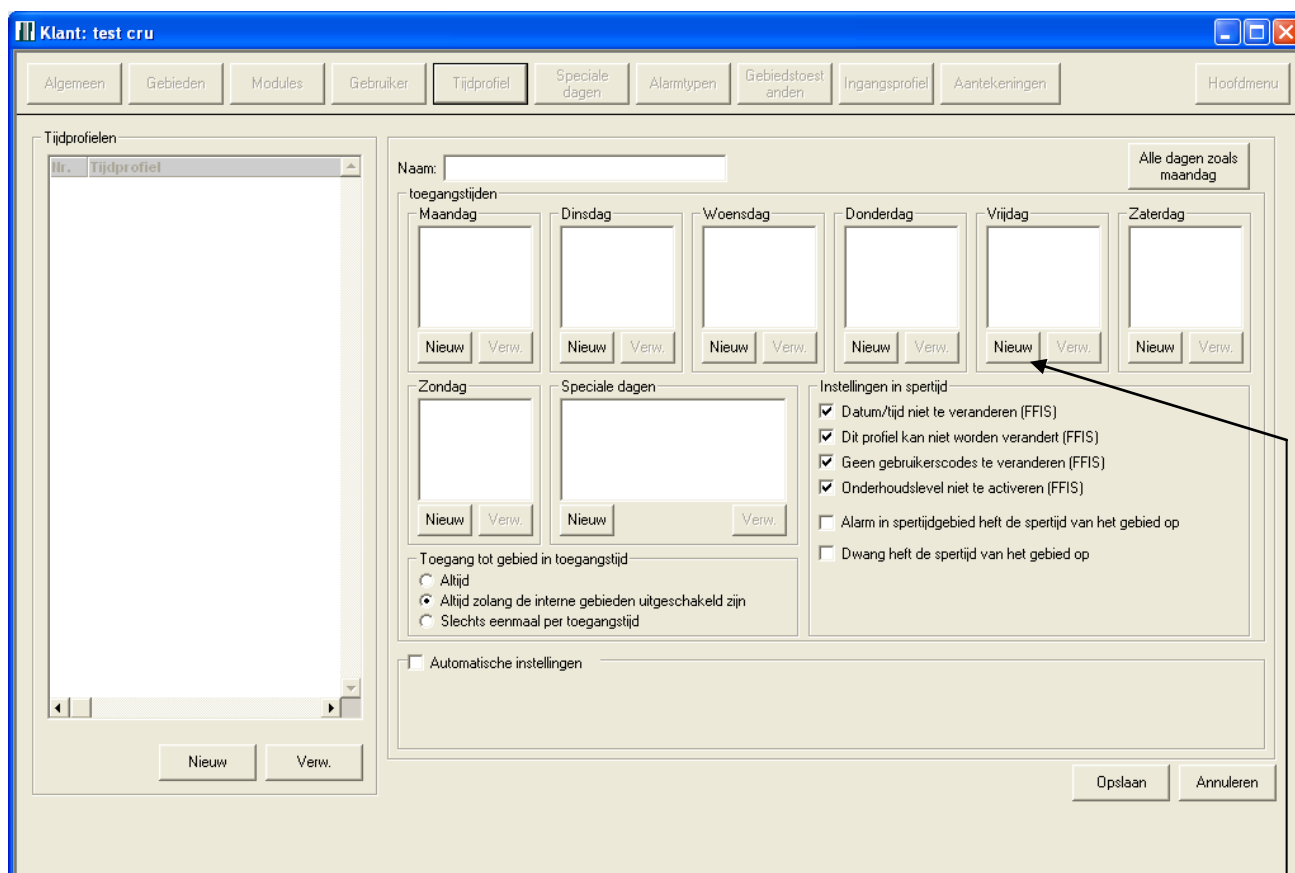 Klant: test cru
Algemeen
Gebieden
Modules
Gebruiker
Tijdprofiel
Speciale
dagen
Alarmtypen
Gebiedstoest
anden
Ingangsprofiel
Aantekeningen
Hoofdmenu
Tijdprofielen
Nr. Tijdprofiel
Nieuw
Verw.
Naam:
Alle dagen zoals
maandag
toegangstijden
Maandag
Dinsdag
Woensdag
Donderdag
Vrijdag
Zaterdag
Nieuw Verw.
Nieuw Verw.
Nieuw Verw.
Nieuw Verw.
Nieuw Verw.
Nieuw Verw.
Zondag
Nieuw Verw.
Speciale dagen
Nieuw Verw.
Instellingen in spertijd
Datum/tijd niet te veranderen (FFIS)
Dit profiel kan niet worden verandert (FFIS)
Geen gebruikerscodes te veranderen (FFIS)
Onderhoudslevel niet te activeren (FFIS)
Alarm in spertijdgebied heft de spertijd van het gebied op
Dwang heft de spertijd van het gebied op
Toegang tot gebied in toegangstijd
Altijd
Altijd zolang de interne gebieden uitgeschakeld zijn
Slechts eenmaal per toegangstijd
Automatische instellingen
Opslaan
Annuleren